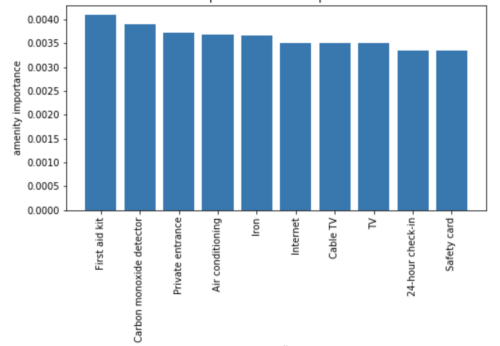 0.0040
0.0035
0.0030
0.0025
0.0020
0.0015
0.0010
0.0005
0.0000
amenity importance
First aid kit
Carbon monoxide detector
Private entrance
Air conditioning
Iron
Internet
Cable TV
TV
24-hour check-in
Safety card